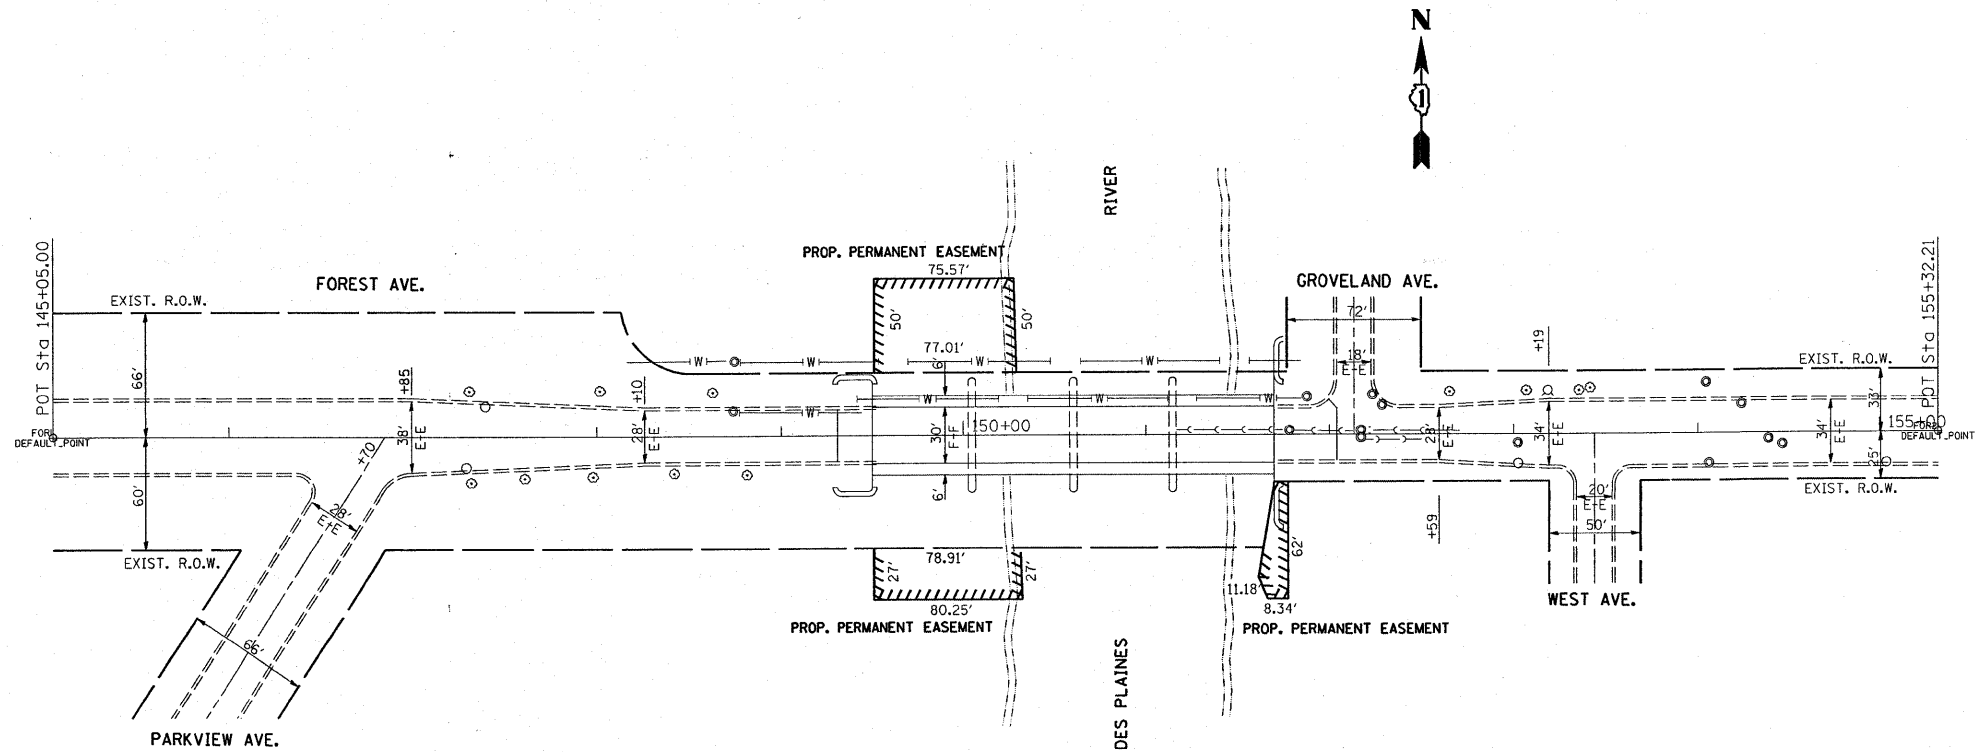 N
RIVER
POT Sta 145+05.00
EXIST. R.O.W.
FOREST AVE.
PROP. PERMANENT EASEMENT
75.57'
50'
50'
77.01'
GROVELAND AVE.
72'
18'
E-E
+19
EXIST. R.O.W.
POT Sta 155+32.21
66'
+85
+10
W
W
W
W
6'
W
W
W
W
33'
DEFAULT_POINT
38'
E-E
28'
E-E
30'
F-F
150+00
28'
E-E
34'
E-E
34'
E-E
155+00
DEFAULT_POINT
+70
60'
28'
E-E
6'
25'
EXIST. R.O.W.
20'
E-E
50'
+59
EXIST. R.O.W.
78.91'
27'
27'
62'
11.18'
80.25'
8.34'
WEST AVE.
PROP. PERMANENT EASEMENT
PROP. PERMANENT EASEMENT
66'
DES PLAINES
PARKVIEW AVE.